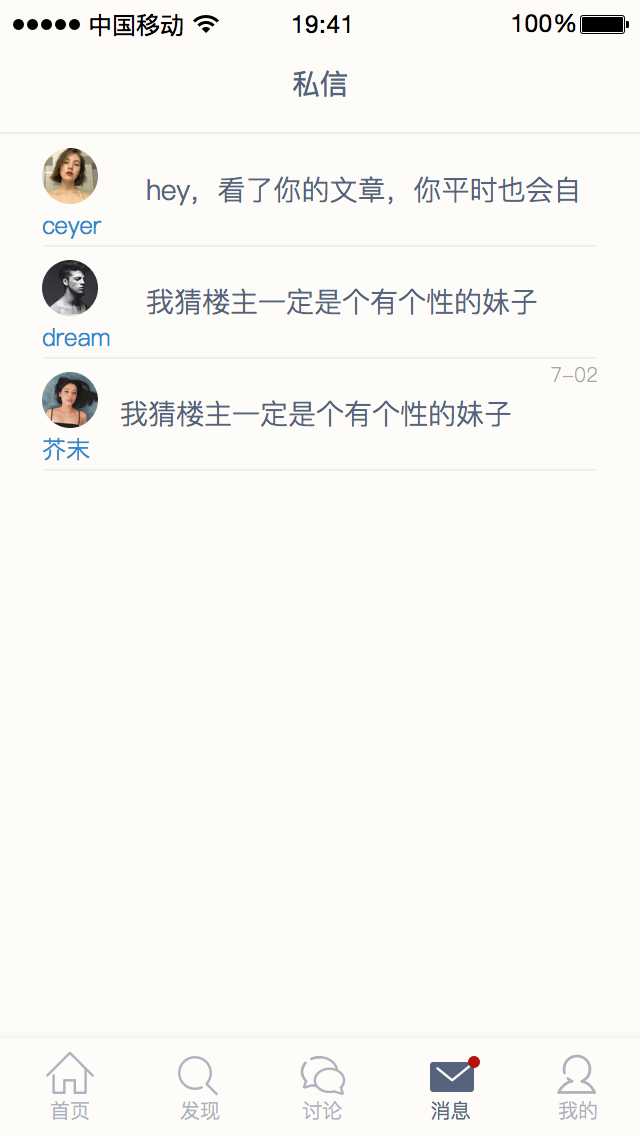 中国移动 19:41 100%
私信
hey，看了你的文章，你平时也会自
ceyer
我猜楼主一定是个有个性的妹子
dream
7-02
我猜楼主一定是个有个性的妹子
芥末
首页 发现 讨论 消息 我的